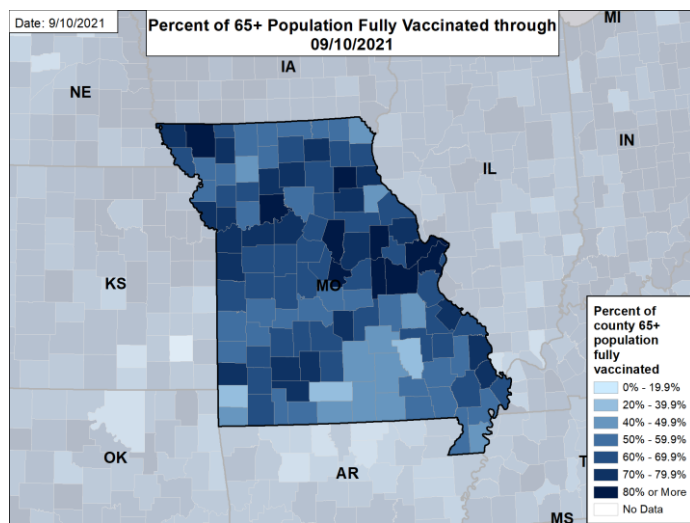 Date: 9/10/2021
Percent of 65+ Population Fully Vaccinated through
09/10/2021
MI
IA
NE
IN
IL
KS
MO
Percent of
county 65+
population
fully
vaccinated
0% - 19.9%
20% - 39.9%
40% - 49.9%
50% - 59.9%
60% - 69.9%
70% - 79.9%
80% or More
No Data
OK
AR
T
MS